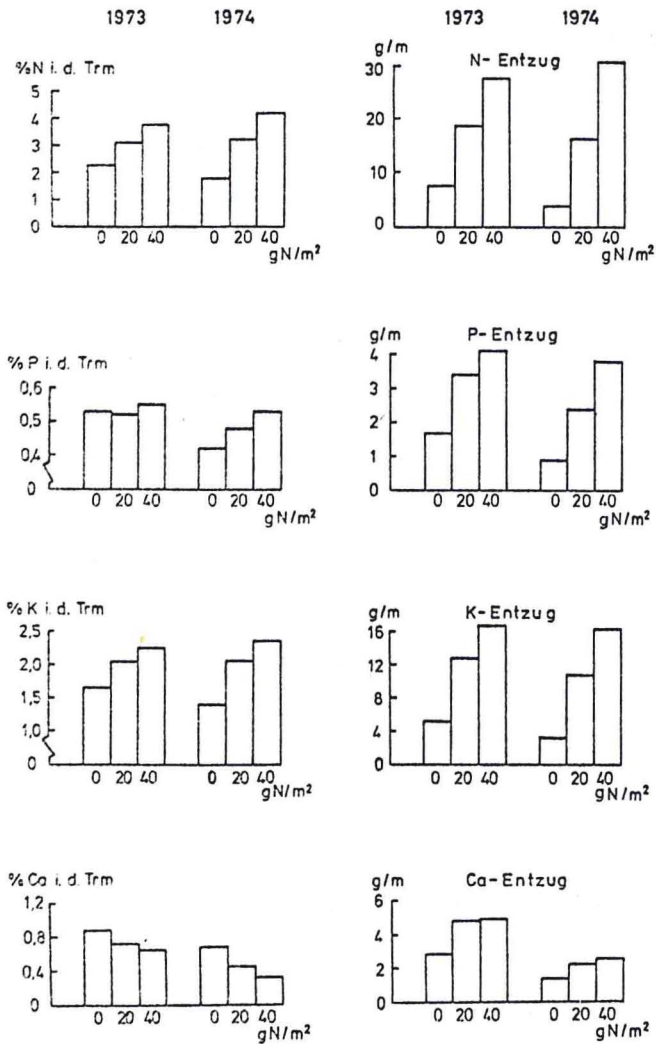 1973 1974 1973 1974
%N i. d. Trm
5
4
3
2
1
0
0 20 40 0 20 40
gN/m²
g/m
N-Entzug
30
20
10
0
0 20 40 0 20 40
gN/m²
% P i. d. Trm
0,6
0,5
0,4
0
0 20 40 0 20 40
gN/m²
g/m
P-Entzug
4
3
2
1
0
0 20 40 0 20 40
gN/m²
% K i. d. Trm
2,5
2,0
1,5
1,0
0
0 20 40 0 20 40
gN/m²
g/m
K-Entzug
16
12
8
4
0
0 20 40 0 20 40
gN/m²
% Ca i. d. Trm
1,2
0,8
0,4
0
0 20 40 0 20 40
gN/m²
g/m
Ca-Entzug
6
4
2
0
0 20 40 0 20 40
gN/m²